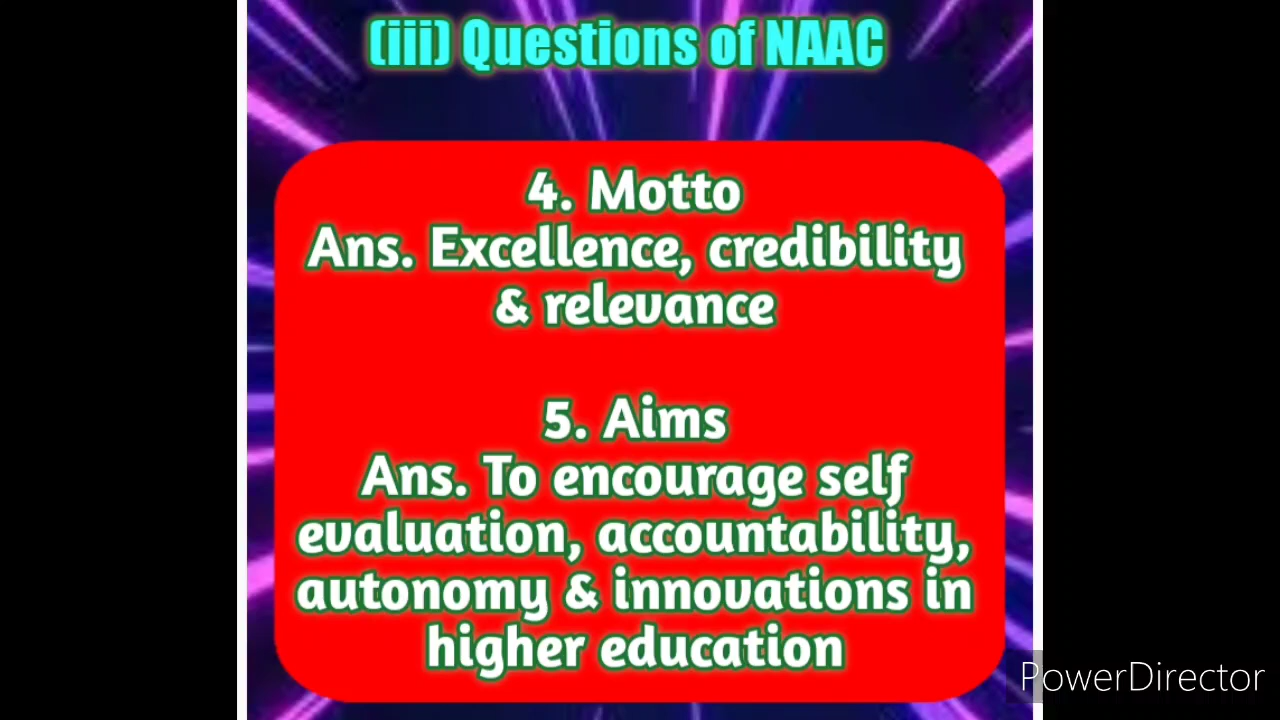 (iii) Questions of NAAC
4. Motto
Ans. Excellence, credibility
& relevance
5. Aims
Ans. To encourage self
evaluation, accountability,
autonomy & innovations in
higher education
PowerDirector